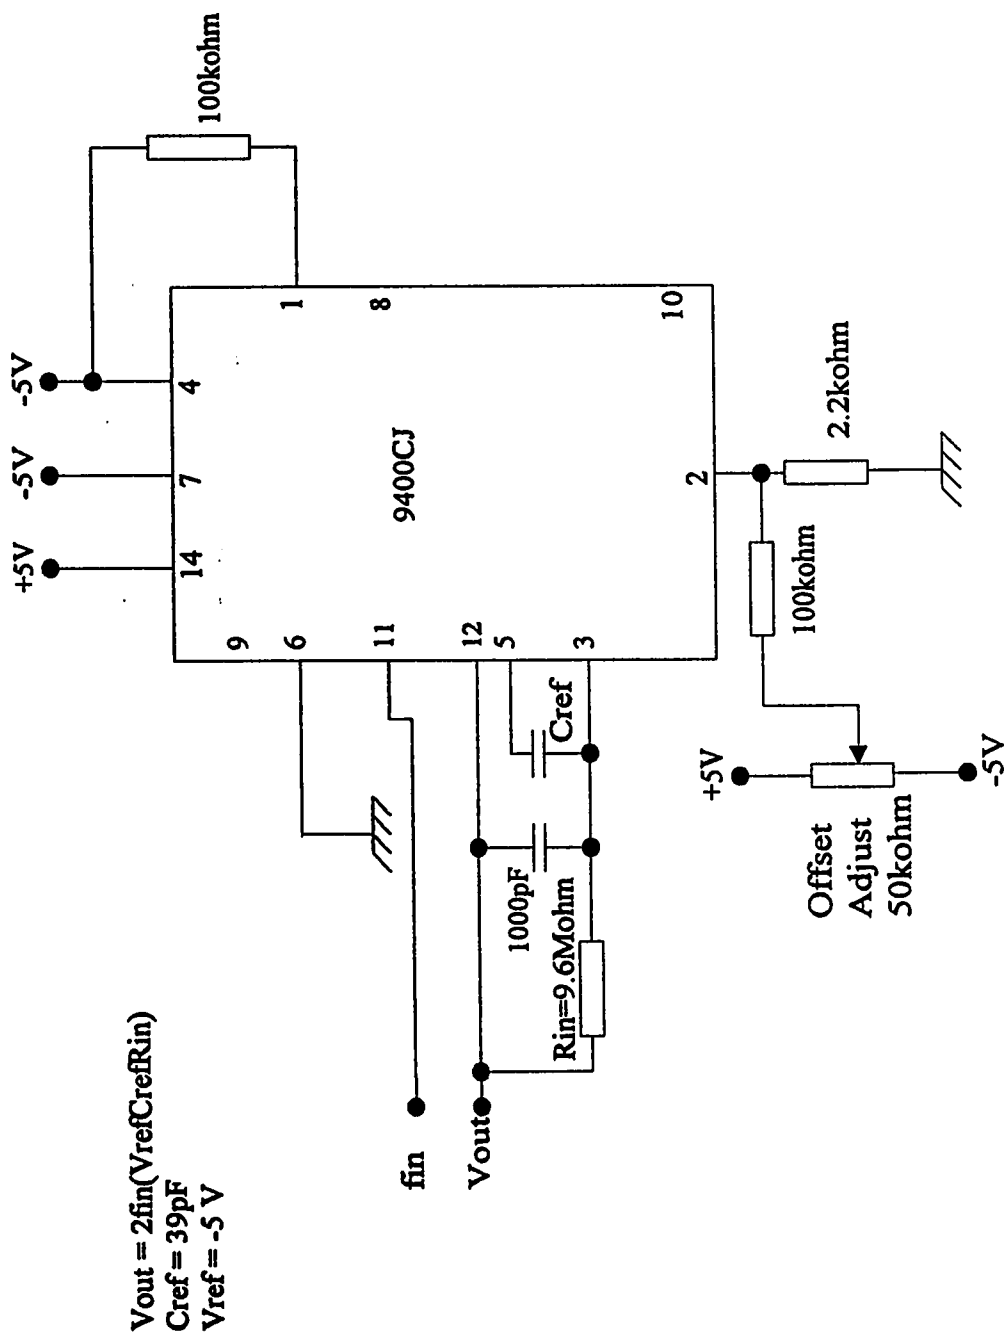 -5V
-5V
+5V
100kohm
4
7
14
1
8
10
9400CJ
9
6
11
12
5
3
2
2.2kohm
100kohm
Cref
1000pF
Rin=9.6Mohm
+5V
-5V
Offset
Adjust
50kohm
fin
Vout
Vout = 2fin(VrefCrefRin)
Cref = 39pF
Vref = -5 V